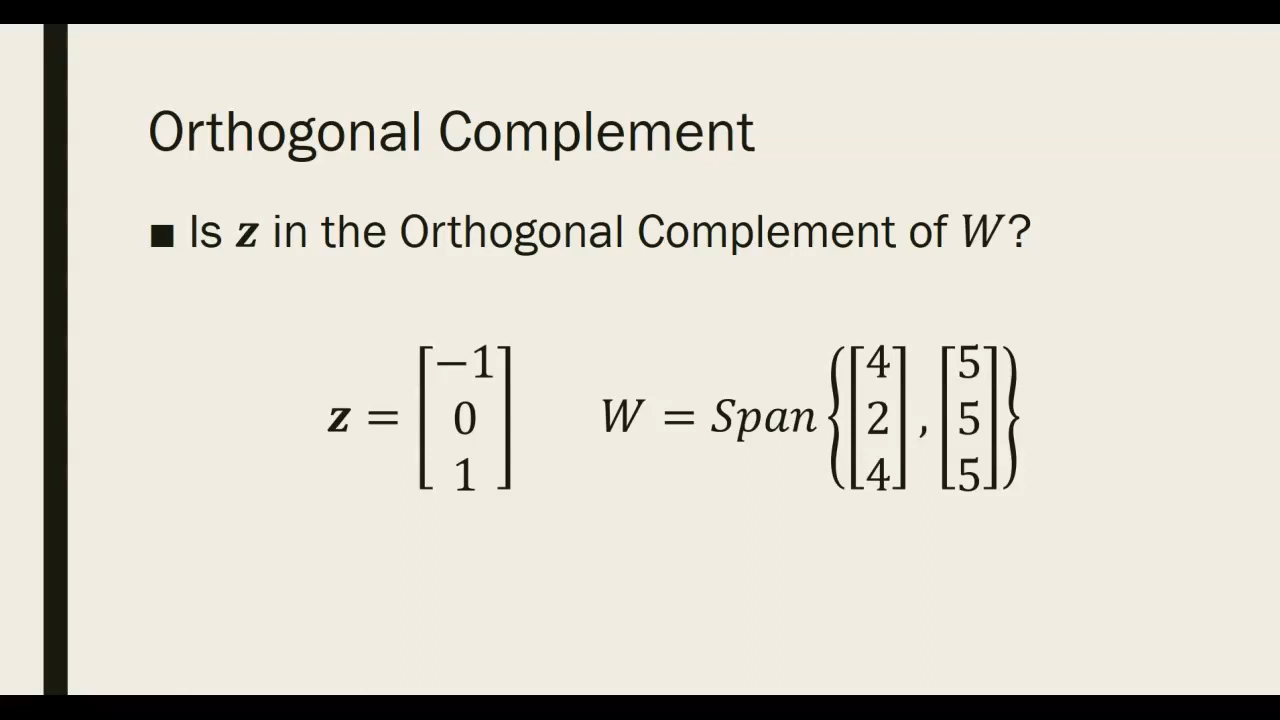 Orthogonal Complement
■ Is z in the Orthogonal Complement of W?
z = [−1 0 1] W = Span {[4 2 4], [5 5 5]}